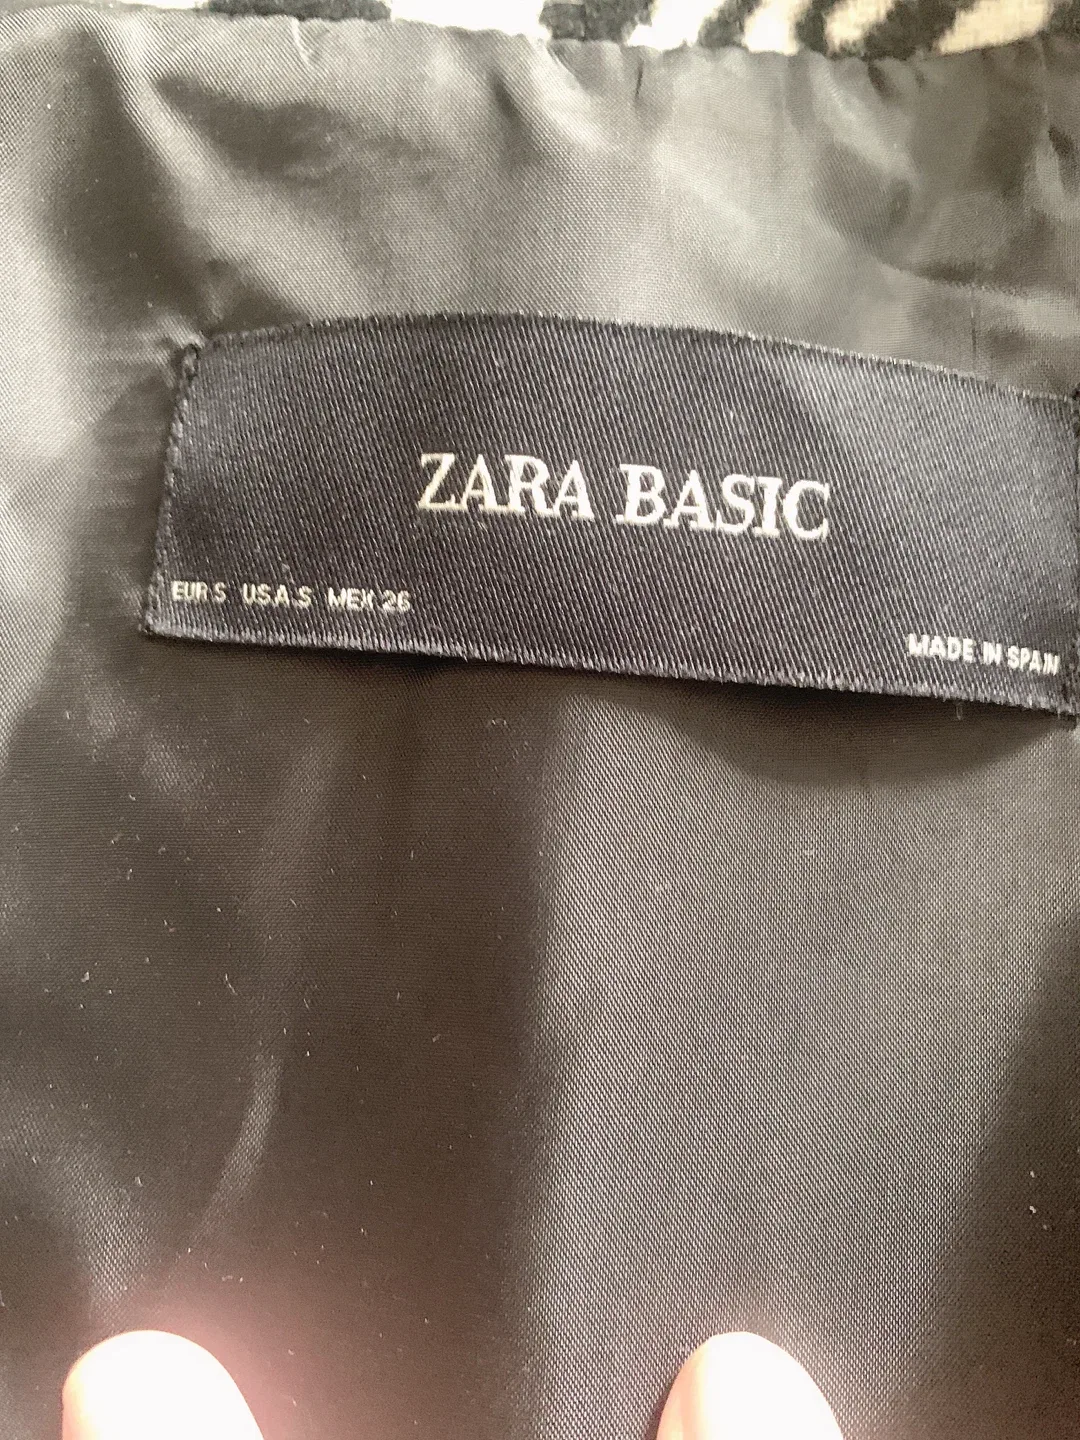 ZARA BASIC
EUR S USA S MEX 26
MADE IN SPAIN